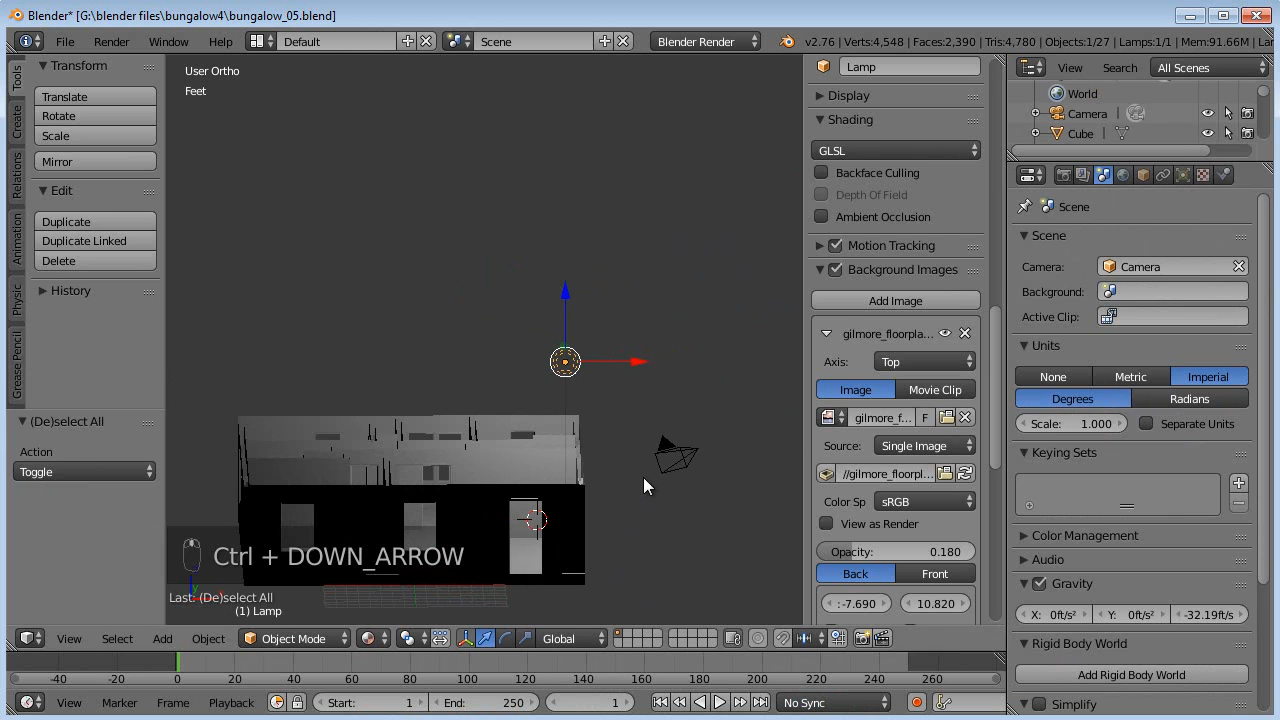 Blender* [G:\blender files\bungalow4\bungalow_05.blend]
File Render Window Help Default Scene Blender Render v2.76 | Verts:4,548 | Faces:2,390 | Tris:4,780 | Objects:1/27 | Lamps:1/1 | Mem:91.66M | Lar
Tools
Create
Relations
Animation
Physic
Grease Pencil
Transform
Translate
Rotate
Scale
Mirror
Edit
Duplicate
Duplicate Linked
Delete
History
(De)select All
Action
Toggle
User Ortho
Feet
Ctrl + DOWN_ARROW
Last: (De)Select All
(1) Lamp
Lamp
Display
Shading
GLSL
Backface Culling
Depth Of Field
Ambient Occlusion
Motion Tracking
Background Images
Add Image
gilmore_floorpla...
Axis: Top
Image Movie Clip
gilmore_f... F
Source: Single Image
//gilmore_floorpl...
Color Sp sRGB
View as Render
Opacity: 0.180
Back Front
: -7.690 10.820
View Search All Scenes
World
Camera
Cube
Scene
Scene
Camera: Camera
Background:
Active Clip:
Units
None Metric Imperial
Degrees Radians
Scale: 1.000 Separate Units
Keying Sets
Color Management
Audio
Gravity
X: 0ft/s² Y: 0ft/s² -32.19ft/s
Rigid Body World
Add Rigid Body World
Simplify
View Select Add Object Object Mode Global
-40 -20 0 20 40 60 80 100 120 140 160 180 200 220 240 260
View Marker Frame Playback Start: 1 End: 250 1 No Sync